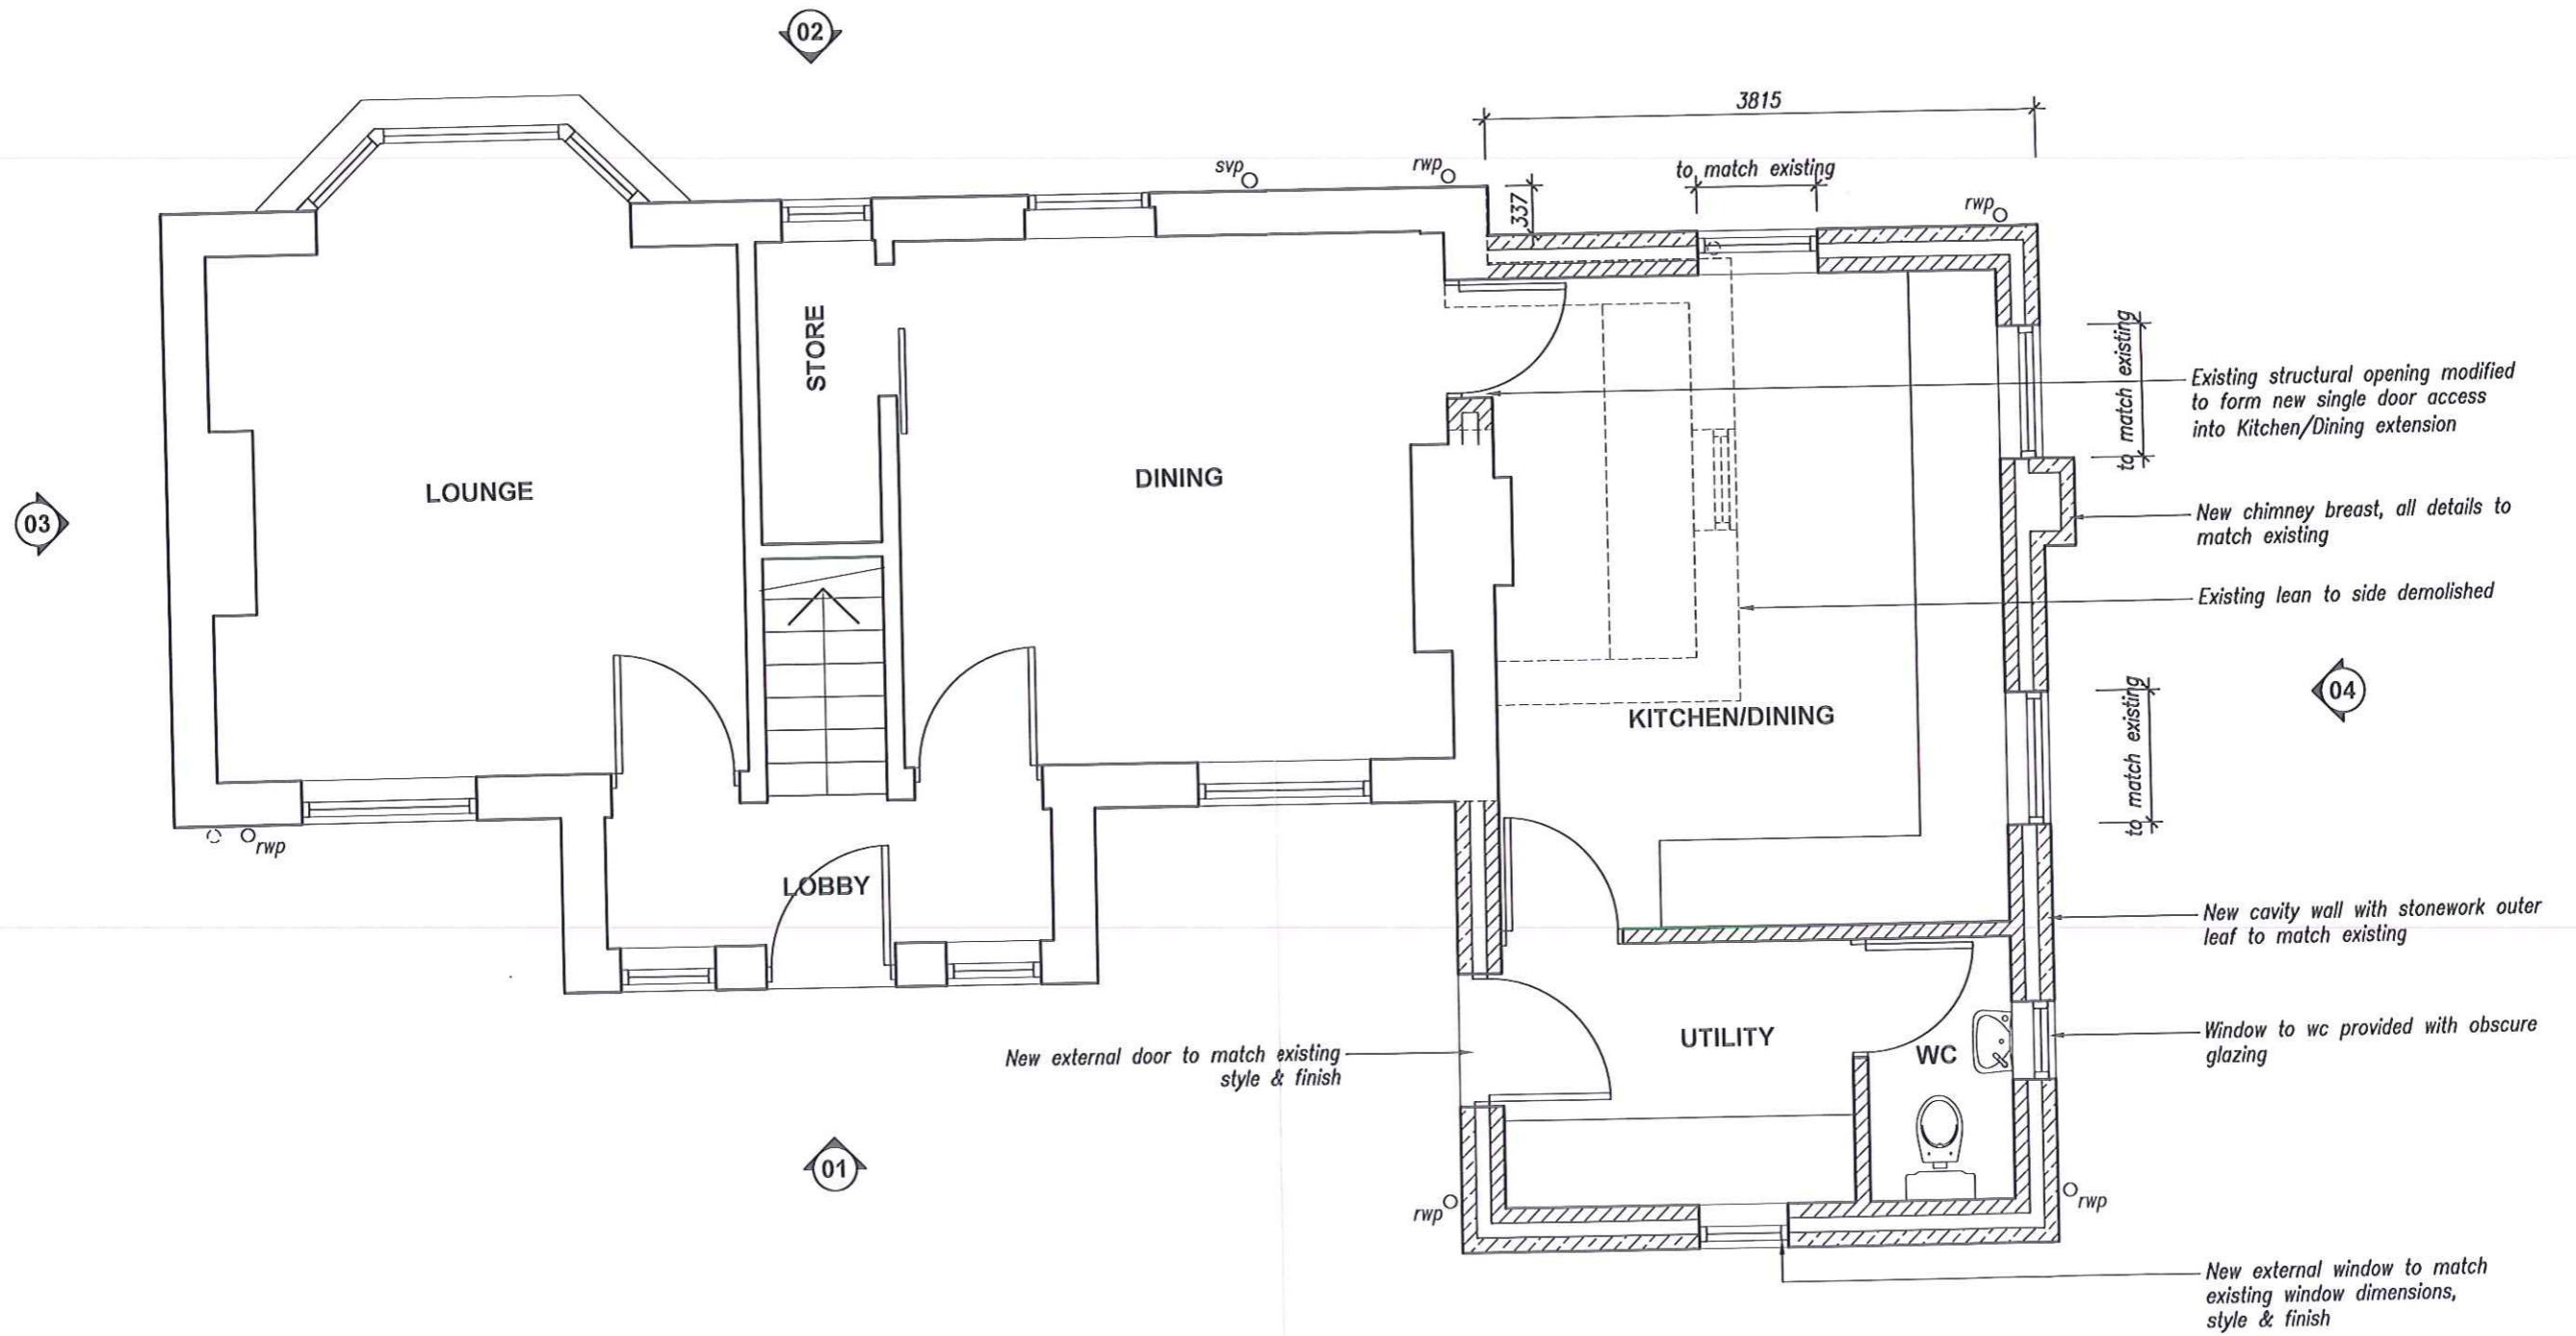 02
3815
svp
rwp
to match existing
337
rwp
to match existing
STORE
Existing structural opening modified
to form new single door access
into Kitchen/Dining extension
LOUNGE
DINING
03
New chimney breast, all details to
match existing
Existing lean to side demolished
04
KITCHEN/DINING
to match existing
rwp
LOBBY
New cavity wall with stonework outer
leaf to match existing
UTILITY
WC
Window to wc provided with obscure
glazing
New external door to match existing
style & finish
01
rwp
rwp
New external window to match
existing window dimensions,
style & finish